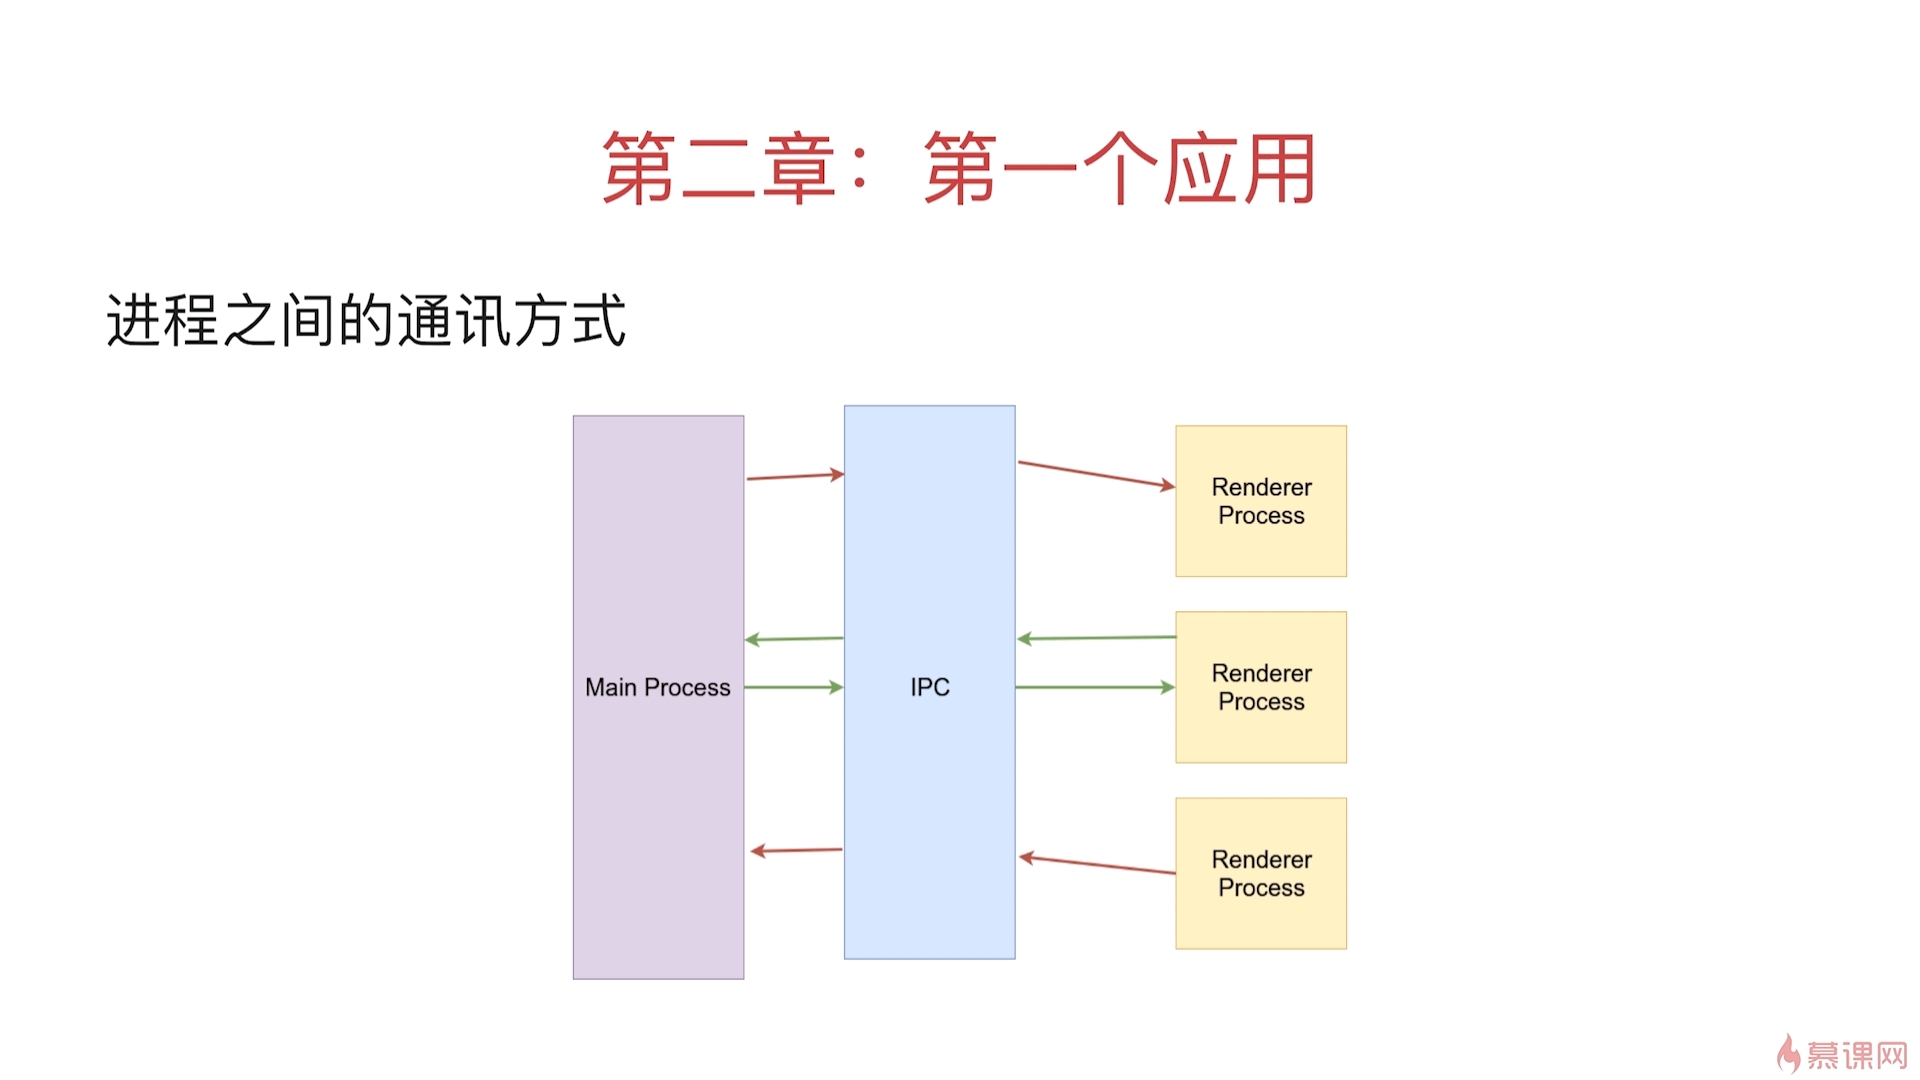 第二章：第一个应用
进程之间的通讯方式
Main Process
IPC
Renderer
Process
Renderer
Process
Renderer
Process
慕课网